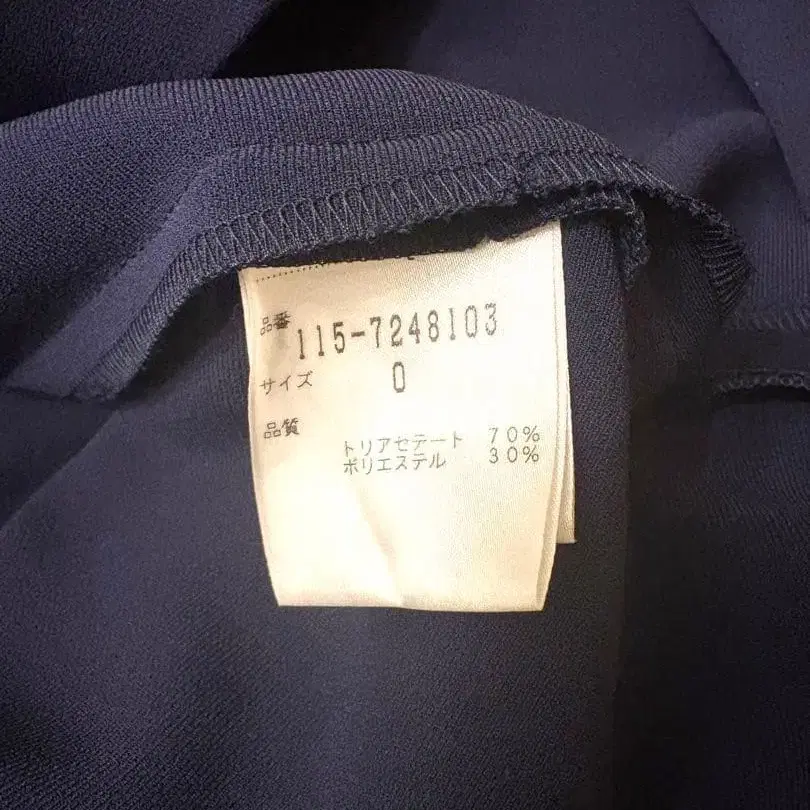 品番
115-7248103
サイズ 0
品質
トリアセテート 70%
ポリエステル 30%